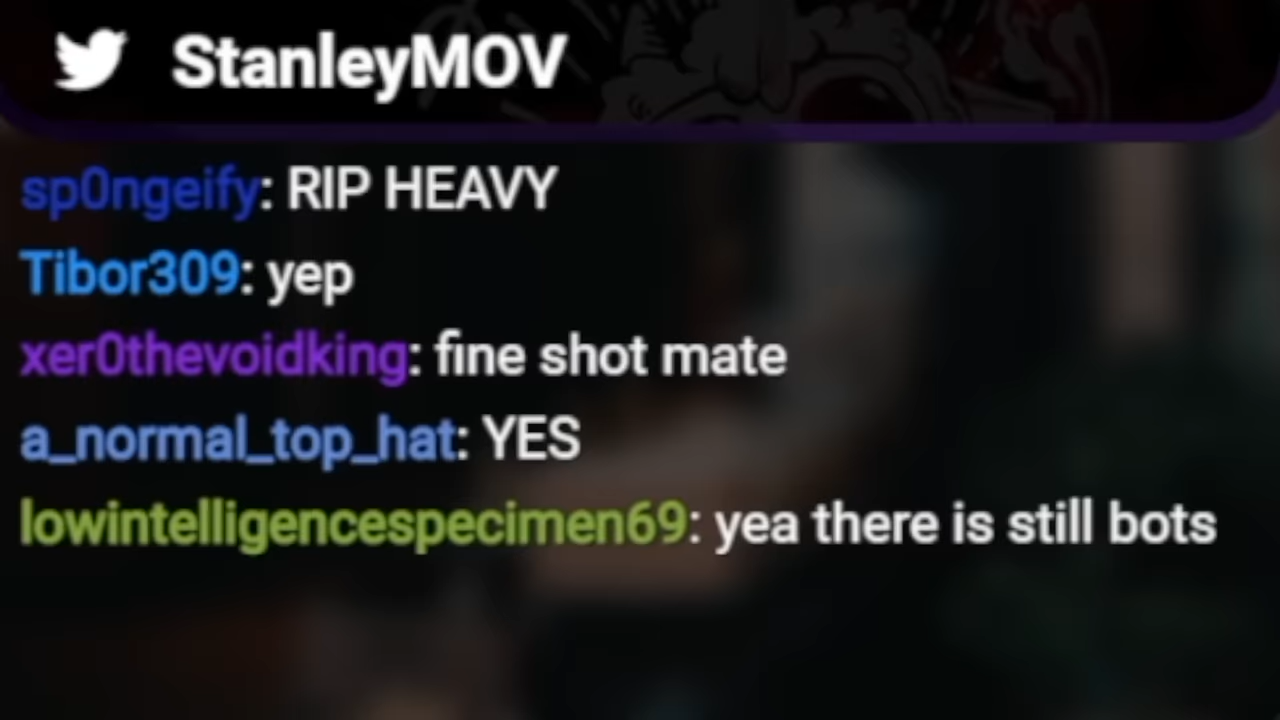 StanleyMOV
sp0ngeify: RIP HEAVY
Tibor309: yep
xer0thevoidking: fine shot mate
a_normal_top_hat: YES
lowintelligencespecimen69: yea there is still bots